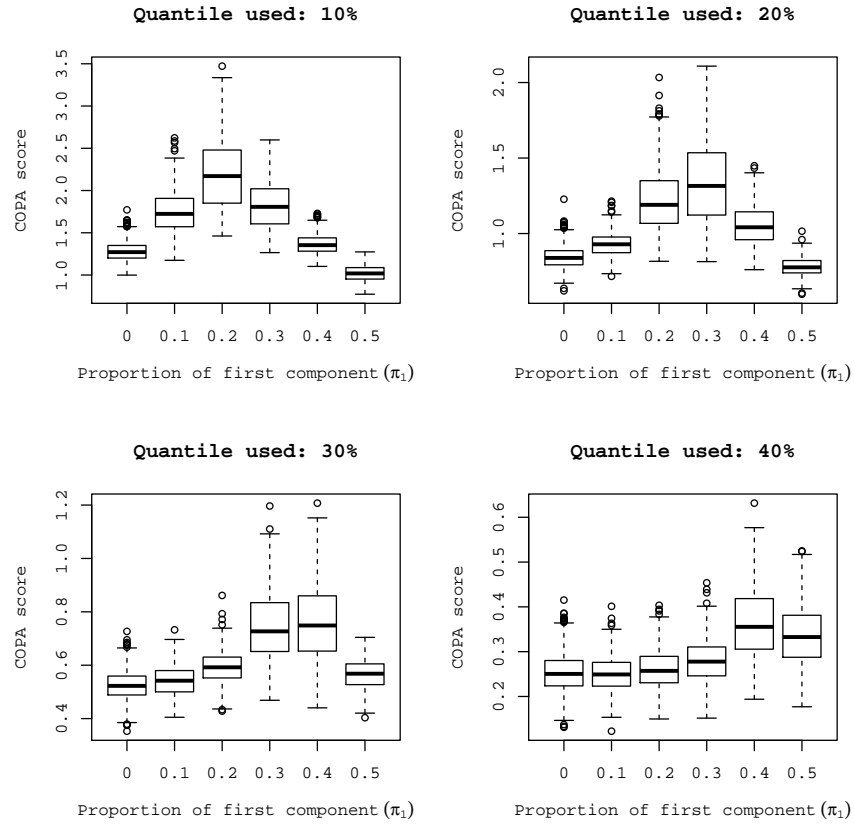 Quantile used: 10%
COPA score
3.5
3.0
2.5
2.0
1.5
1.0
0 0.1 0.2 0.3 0.4 0.5
Proportion of first component (π₁)
Quantile used: 20%
COPA score
2.0
1.5
1.0
0 0.1 0.2 0.3 0.4 0.5
Proportion of first component (π₁)
Quantile used: 30%
COPA score
1.2
1.0
0.8
0.6
0.4
0 0.1 0.2 0.3 0.4 0.5
Proportion of first component (π₁)
Quantile used: 40%
COPA score
0.6
0.5
0.4
0.3
0.2
0 0.1 0.2 0.3 0.4 0.5
Proportion of first component (π₁)